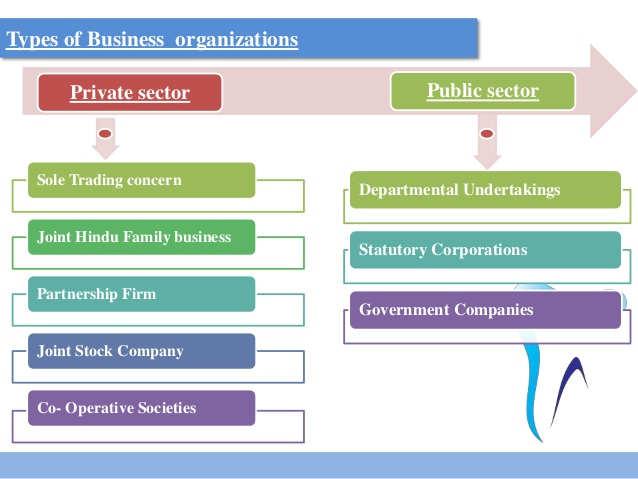 Types of Business  organizations
Private sector
Public sector
Sole Trading concern
Joint Hindu Family business
Partnership Firm
Joint Stock Company
Co- Operative Societies
Departmental Undertakings
Statutory Corporations
Government Companies